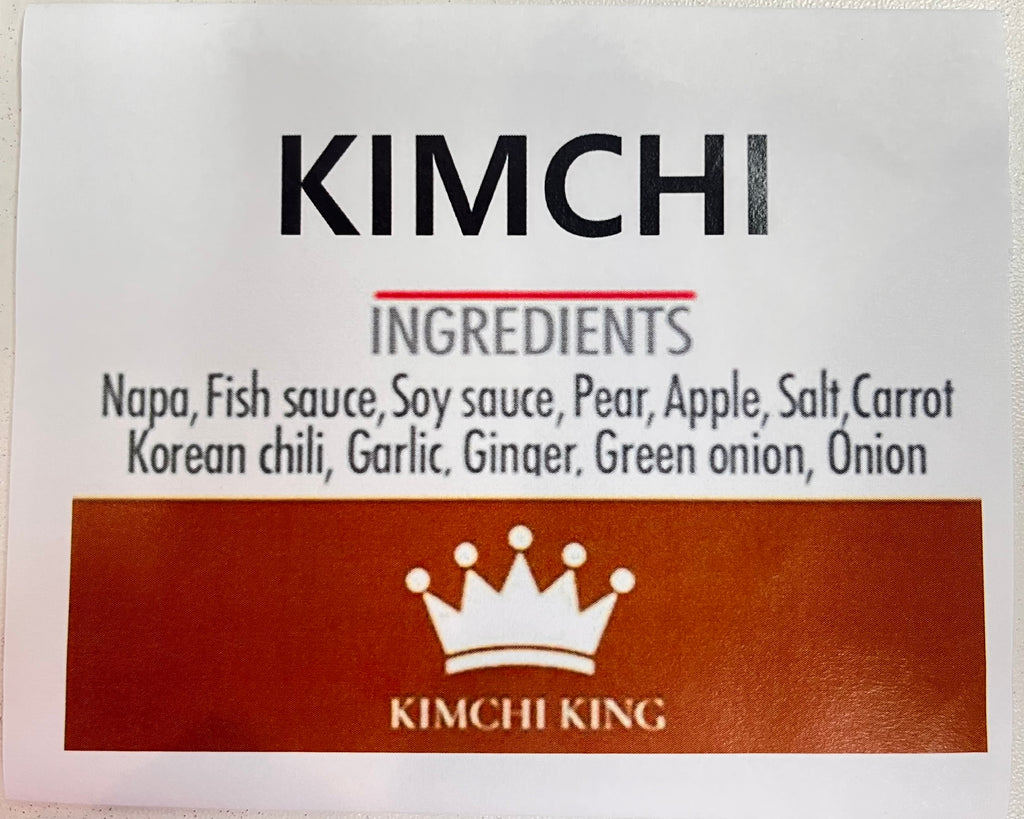 KIMCHI
INGREDIENTS
Napa, Fish sauce, Soy sauce, Pear, Apple, Salt,Carrot
Korean chili, Garlic, Ginger, Green onion, Onion
KIMCHI KING